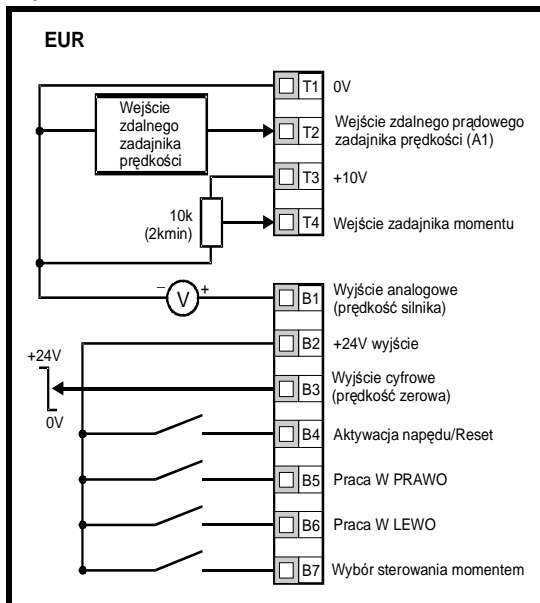 EUR
T1 0V
Wejście
zdalnego
zadajnika
prędkości
T2 Wejście zdalnego prądowego
zadajnika prędkości (A1)
T3 +10V
10k
(2kmin)
T4 Wejście zadajnika momentu
− V +
B1 Wyjście analogowe
(prędkość silnika)
B2 +24V wyjście
+24V
0V
B3 Wyjście cyfrowe
(prędkość zerowa)
B4 Aktywacja napędu/Reset
B5 Praca W PRAWO
B6 Praca W LEWO
B7 Wybór sterowania momentem